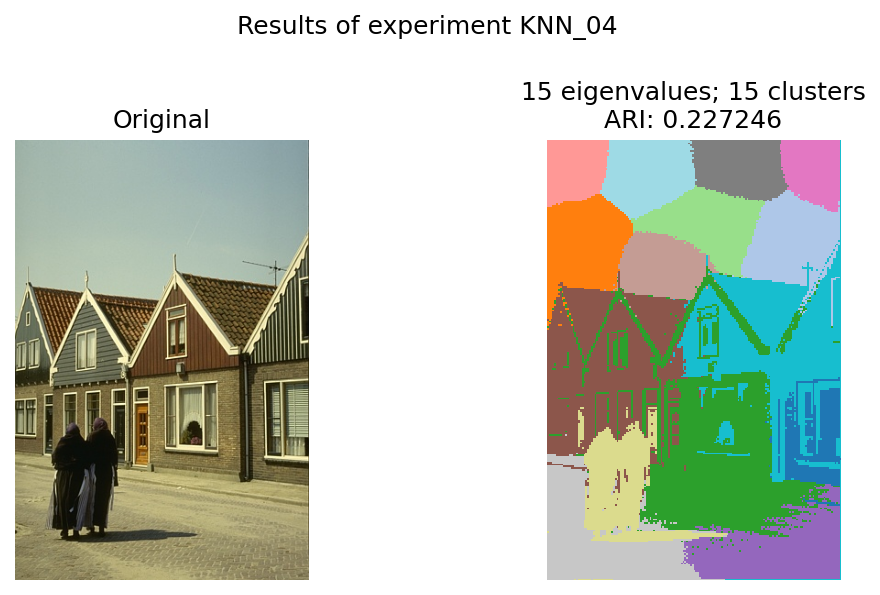 Results of experiment KNN_04
Original
15 eigenvalues; 15 clusters
ARI: 0.227246